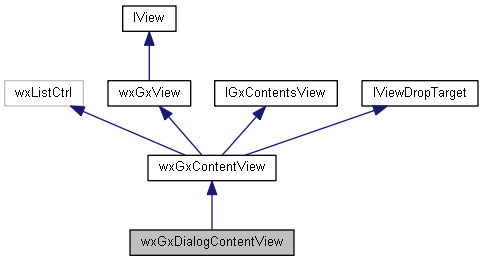 IView
wxListCtrl
wxGxView
IGxContentsView
IViewDropTarget
wxGxContentView
wxGxDialogContentView